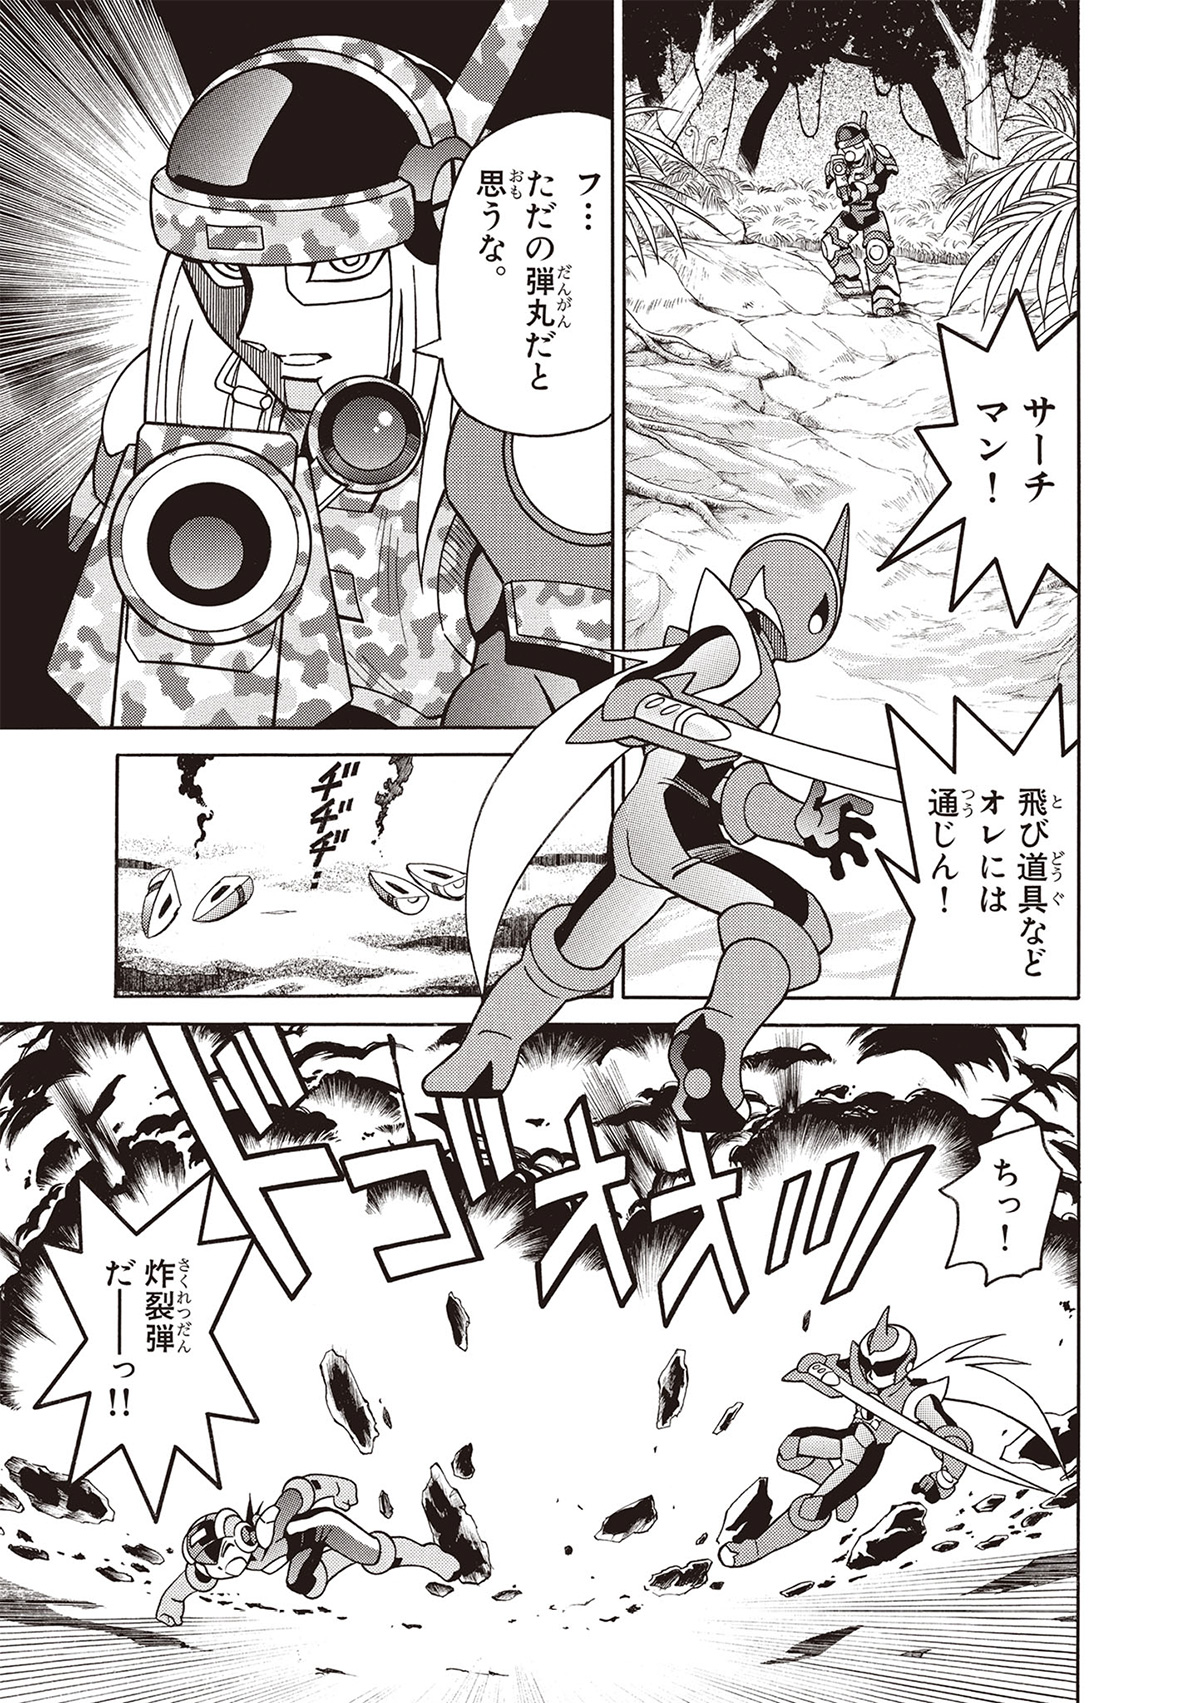 サーチ
マン！
飛び道具など
オレには
通じん！
フ…
ただの弾丸だと
思うな。
ヂヂヂ…
ドゴオオッ
ちっ！
炸裂弾
だーっ!!